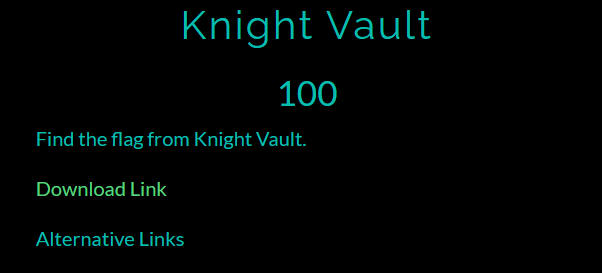 Knight Vault
100
Find the flag from Knight Vault.
Download Link
Alternative Links